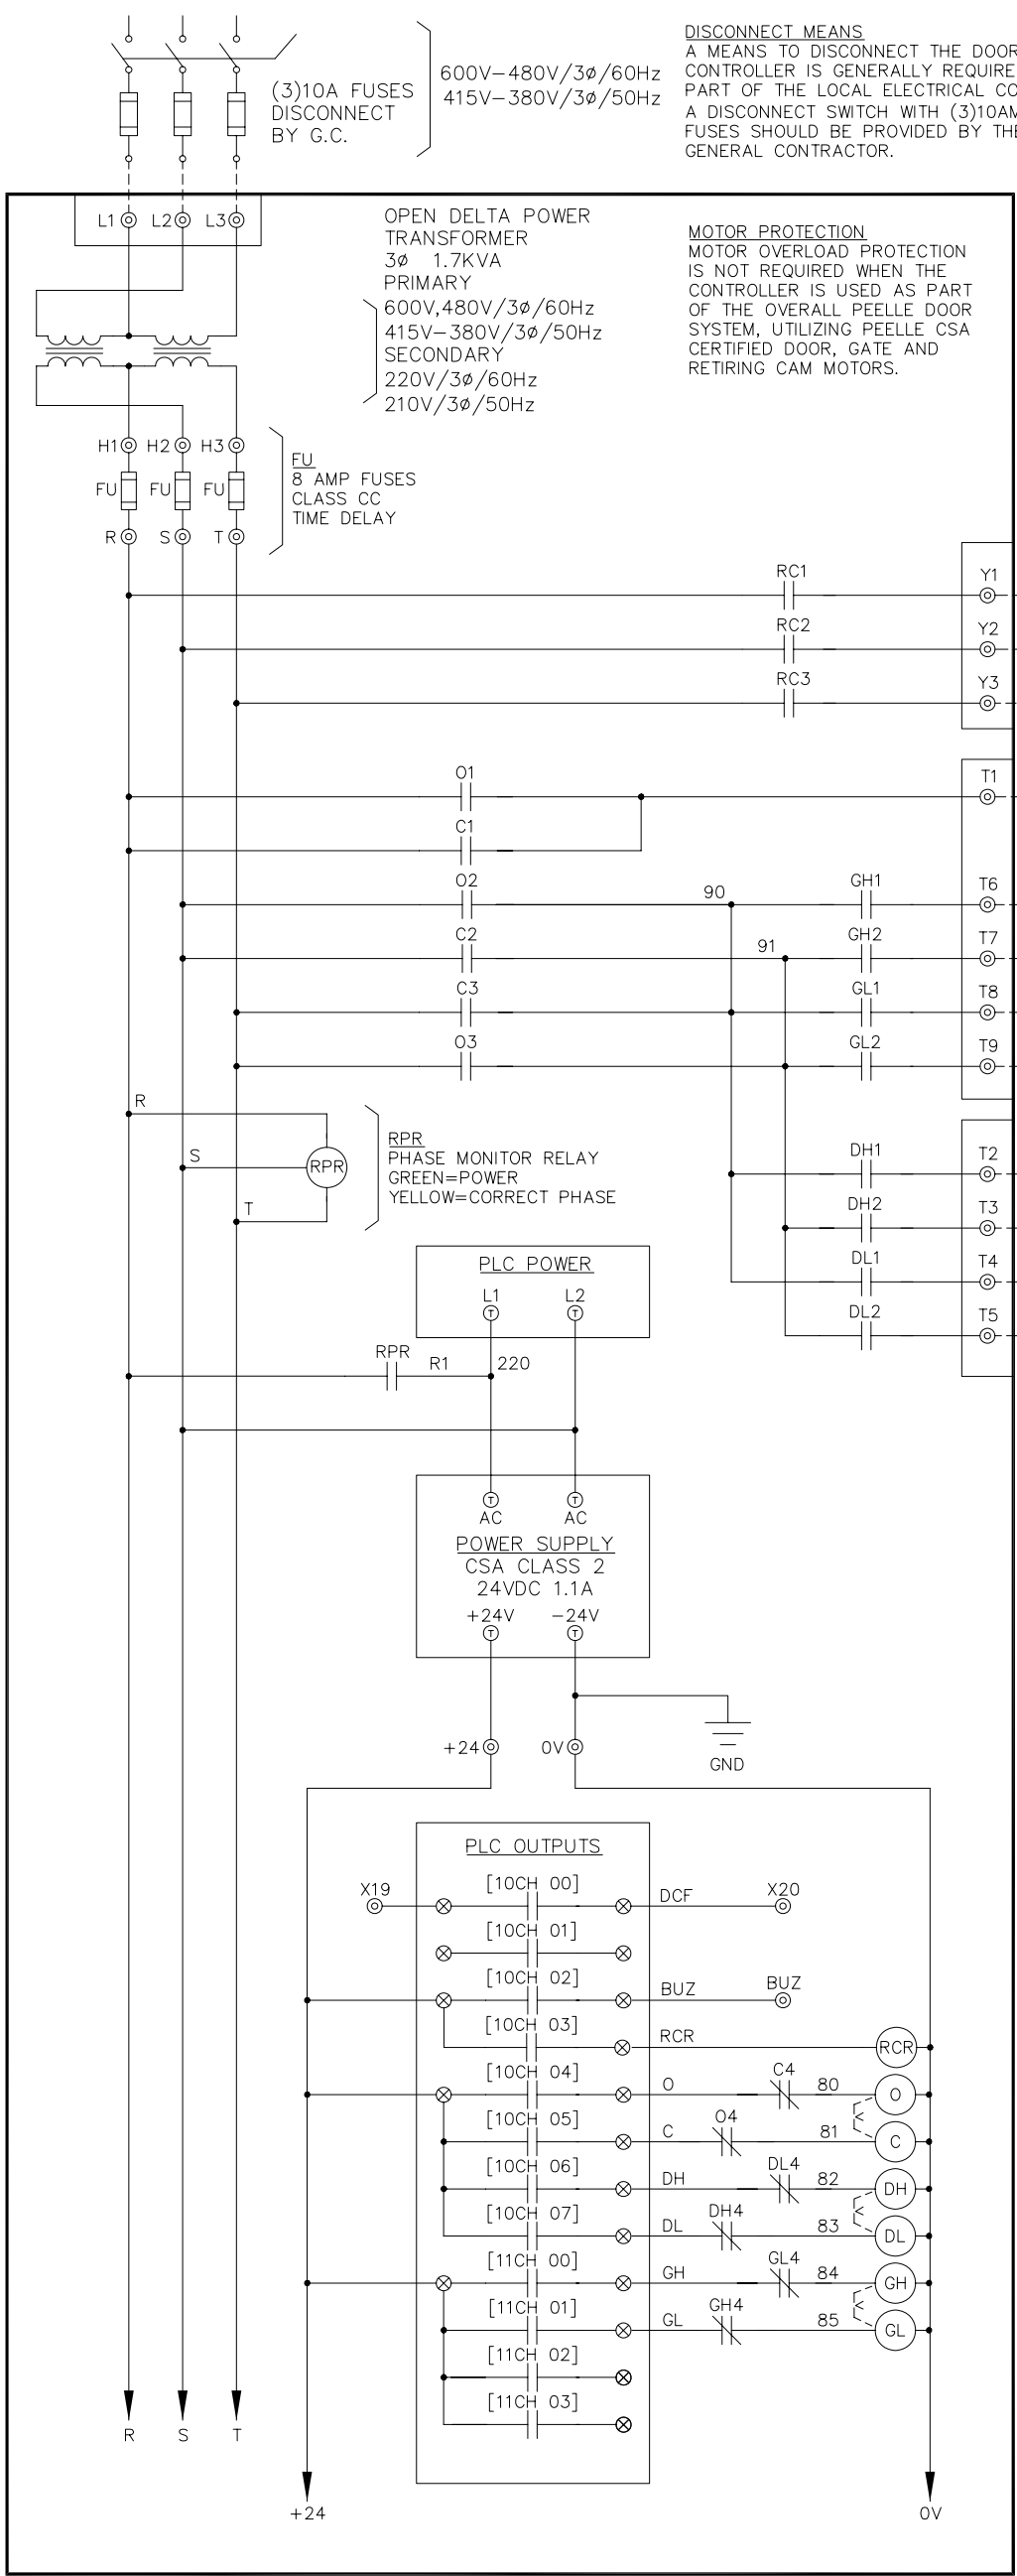 DISCONNECT MEANS
A MEANS TO DISCONNECT THE DOOR
CONTROLLER IS GENERALLY REQUIRE
PART OF THE LOCAL ELECTRICAL CO
A DISCONNECT SWITCH WITH (3)10AM
FUSES SHOULD BE PROVIDED BY THE
GENERAL CONTRACTOR.
(3)10A FUSES
DISCONNECT
BY G.C.
600V-480V/3ø/60Hz
415V-380V/3ø/50Hz
L1 L2 L3
OPEN DELTA POWER
TRANSFORMER
3ø 1.7KVA
PRIMARY
600V,480V/3ø/60Hz
415V-380V/3ø/50Hz
SECONDARY
220V/3ø/60Hz
210V/3ø/50Hz
MOTOR PROTECTION
MOTOR OVERLOAD PROTECTION
IS NOT REQUIRED WHEN THE
CONTROLLER IS USED AS PART
OF THE OVERALL PEELLE DOOR
SYSTEM, UTILIZING PEELLE CSA
CERTIFIED DOOR, GATE AND
RETIRING CAM MOTORS.
H1 H2 H3
FU FU FU
R S T
FU
8 AMP FUSES
CLASS CC
TIME DELAY
RC1 Y1
RC2 Y2
RC3 Y3
O1 T1
C1
O2 90 GH1 T6
C2 91 GH2 T7
C3 GL1 T8
O3 GL2 T9
R
S
T
RPR
RPR
PHASE MONITOR RELAY
GREEN=POWER
YELLOW=CORRECT PHASE
DH1 T2
DH2 T3
DL1 T4
DL2 T5
PLC POWER
L1 L2
RPR R1 220
AC AC
POWER SUPPLY
CSA CLASS 2
24VDC 1.1A
+24V -24V
T T
T T
T T
+24 0V
GND
PLC OUTPUTS
X19 [10CH 00] DCF X20
[10CH 01]
[10CH 02] BUZ BUZ
[10CH 03] RCR RCR
[10CH 04] O C4 80 O
[10CH 05] C O4 81 C
[10CH 06] DH DL4 82 DH
[10CH 07] DL DH4 83 DL
[11CH 00] GH GL4 84 GH
[11CH 01] GL GH4 85 GL
[11CH 02]
[11CH 03]
R S T
+24 0V